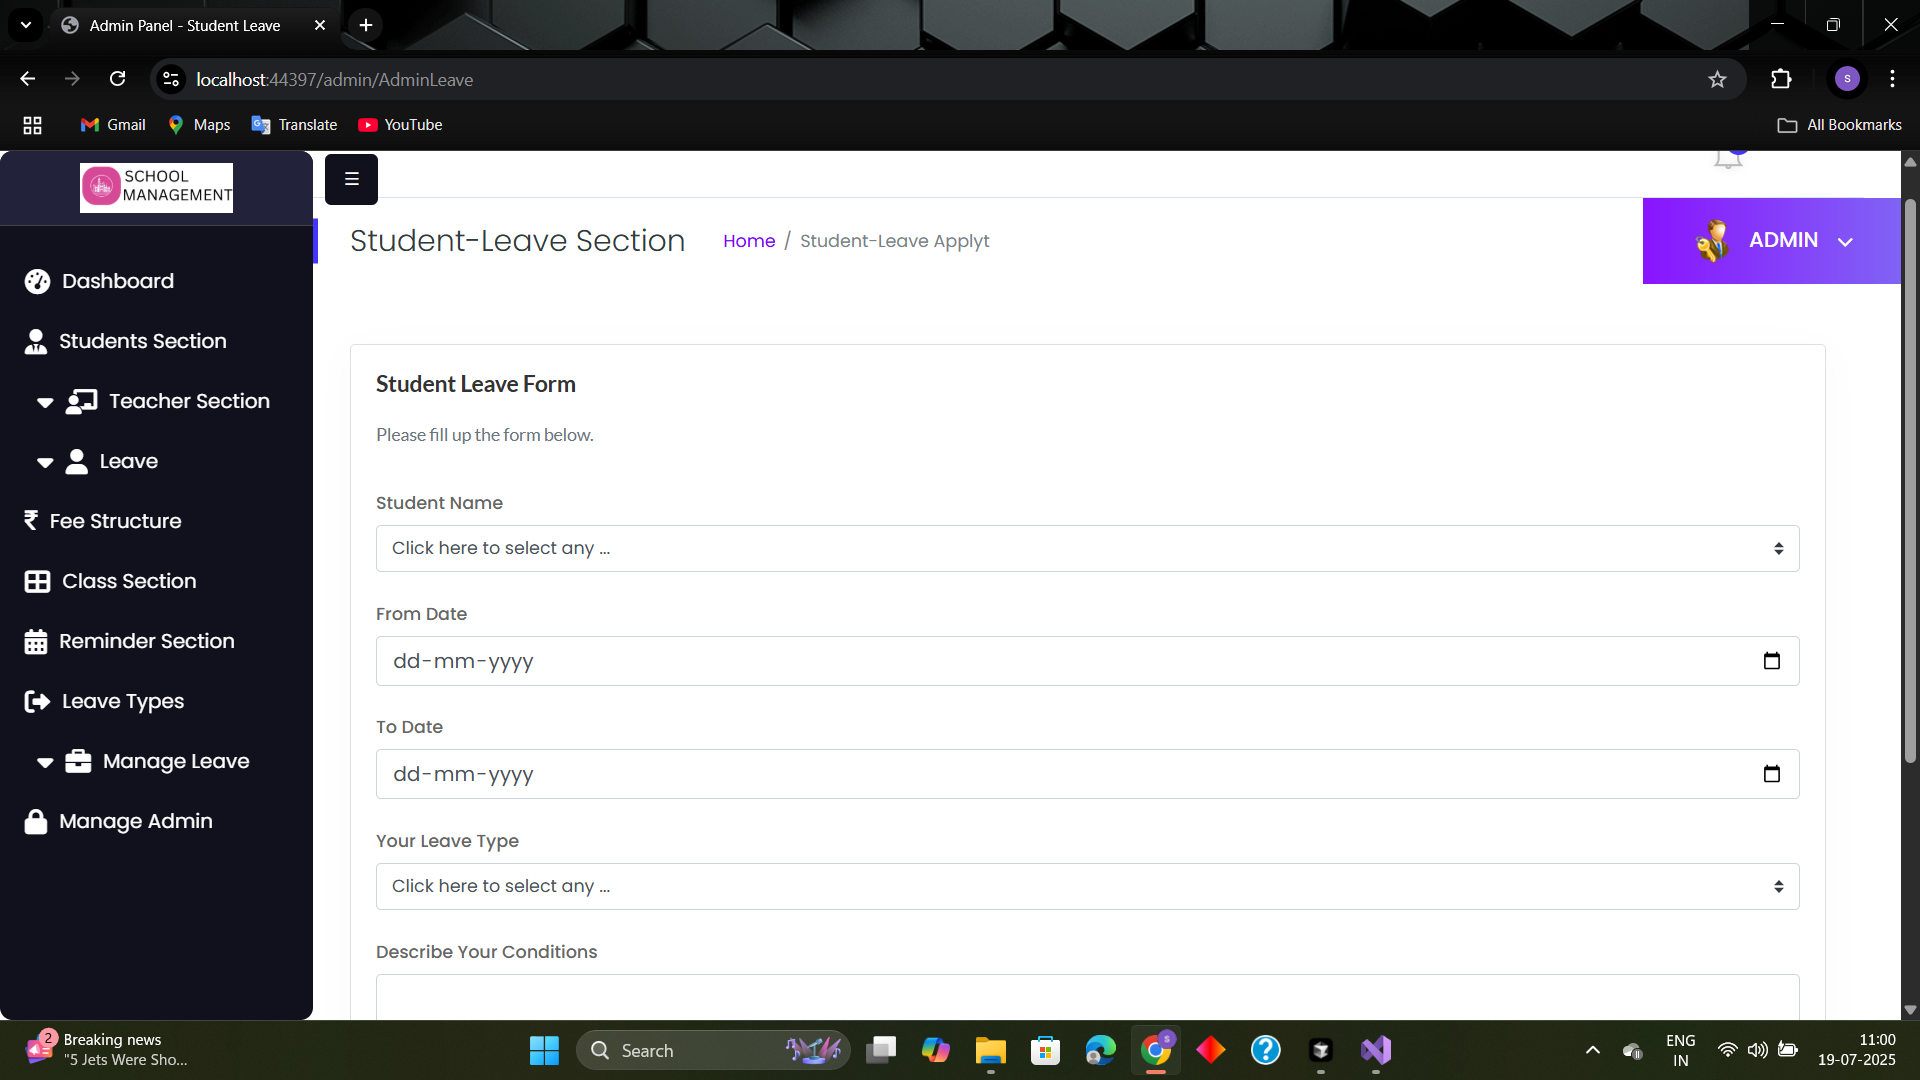 Admin Panel - Student Leave
localhost:44397/admin/AdminLeave
S
Gmail
Maps
Translate
YouTube
All Bookmarks
SCHOOL
MANAGEMENT
Student-Leave Section
Home / Student-Leave Applyt
ADMIN
Dashboard
Students Section
Teacher Section
Leave
Fee Structure
Class Section
Reminder Section
Leave Types
Manage Leave
Manage Admin
Student Leave Form
Please fill up the form below.
Student Name
Click here to select any ...
From Date
dd-mm-yyyy
To Date
dd-mm-yyyy
Your Leave Type
Click here to select any ...
Describe Your Conditions
2
Breaking news
"5 Jets Were Sho...
Search
S
ENG
IN
11:00
19-07-2025